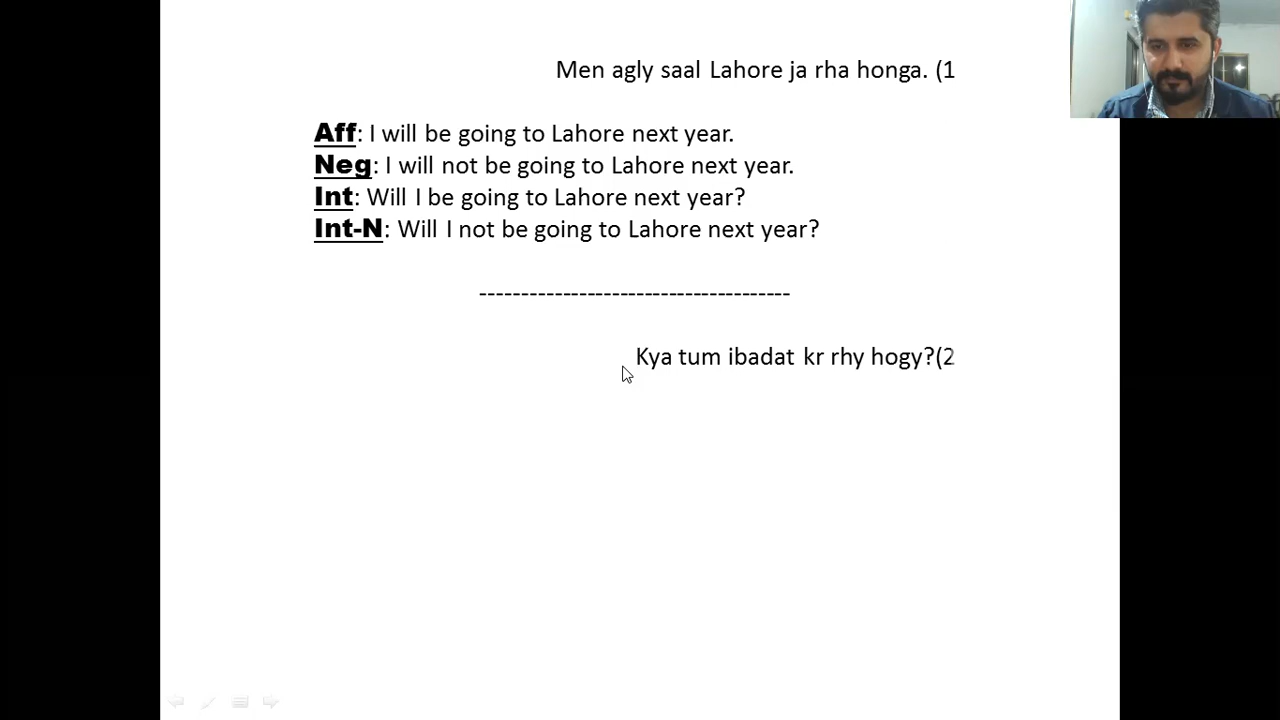 Men agly saal Lahore ja rha honga. (1
Aff: I will be going to Lahore next year.
Neg: I will not be going to Lahore next year.
Int: Will I be going to Lahore next year?
Int-N: Will I not be going to Lahore next year?
-------------------------------------
Kya tum ibadat kr rhy hogy?(2